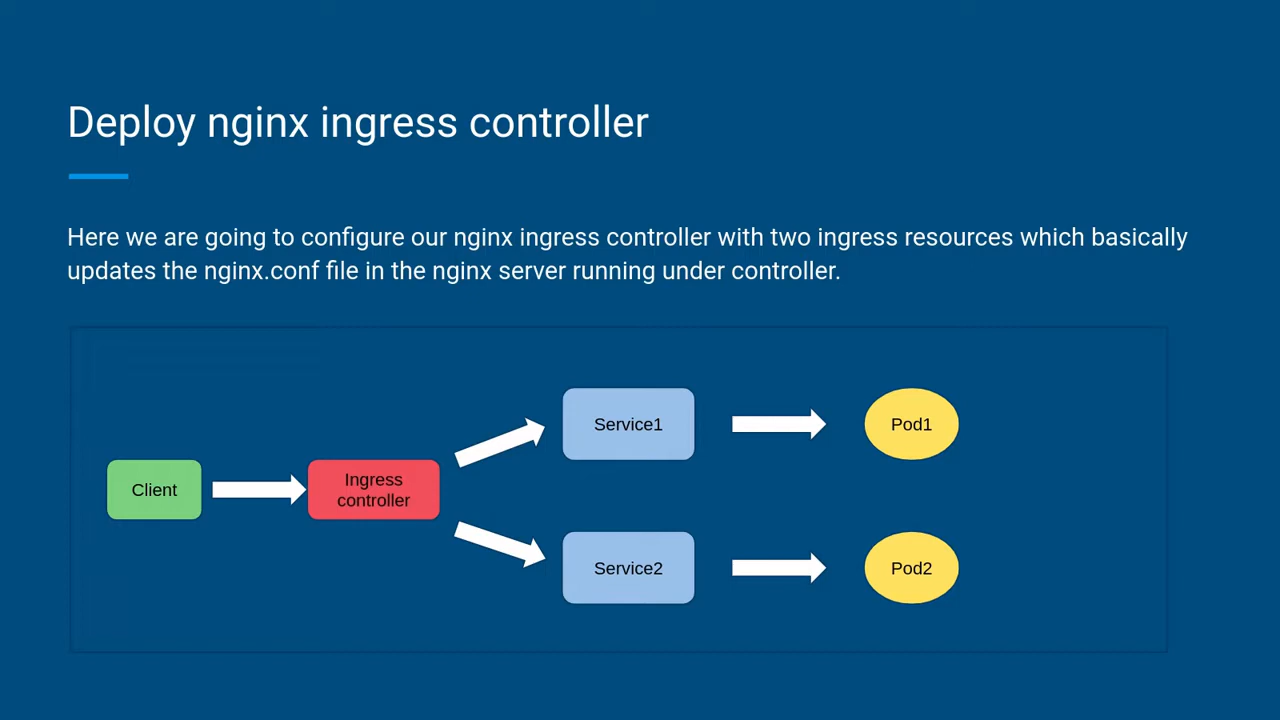 Deploy nginx ingress controller
Here we are going to configure our nginx ingress controller with two ingress resources which basically
updates the nginx.conf file in the nginx server running under controller.
Service1
Pod1
Client
Ingress
controller
Service2
Pod2